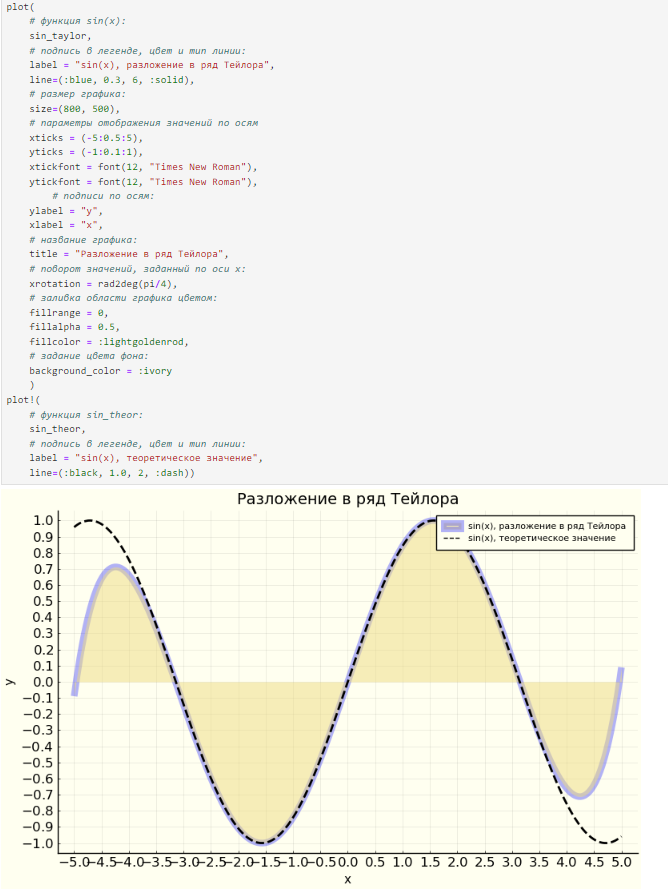 plot(
# функция sin(x):
sin_taylor,
# подпись в легенде, цвет и тип линии:
label = "sin(x), разложение в ряд Тейлора",
line=(:blue, 0.3, 6, :solid),
# размер графика:
size=(800, 500),
# параметры отображения значений по осям
xticks = (-5:0.5:5),
yticks = (-1:0.1:1),
xtickfont = font(12, "Times New Roman"),
ytickfont = font(12, "Times New Roman"),
# подписи по осям:
ylabel = "y",
xlabel = "x",
# название графика:
title = "Разложение в ряд Тейлора",
# поворот значений, заданный по оси x:
xrotation = rad2deg(pi/4),
# заливка области графика цветом:
fillrange = 0,
fillalpha = 0.5,
fillcolor = :lightgoldenrod,
# задание цвета фона:
background_color = :ivory
)
plot!(
# функция sin_theor:
sin_theor,
# подпись в легенде, цвет и тип линии:
label = "sin(x), теоретическое значение",
line=(:black, 1.0, 2, :dash))
Разложение в ряд Тейлора
sin(x), разложение в ряд Тейлора
sin(x), теоретическое значение
1.0
0.9
0.8
0.7
0.6
0.5
0.4
0.3
0.2
0.1
0.0
−0.1
−0.2
−0.3
−0.4
−0.5
−0.6
−0.7
−0.8
−0.9
−1.0
y
−5.0 −4.5 −4.0 −3.5 −3.0 −2.5 −2.0 −1.5 −1.0 −0.5 0.0 0.5 1.0 1.5 2.0 2.5 3.0 3.5 4.0 4.5 5.0
x